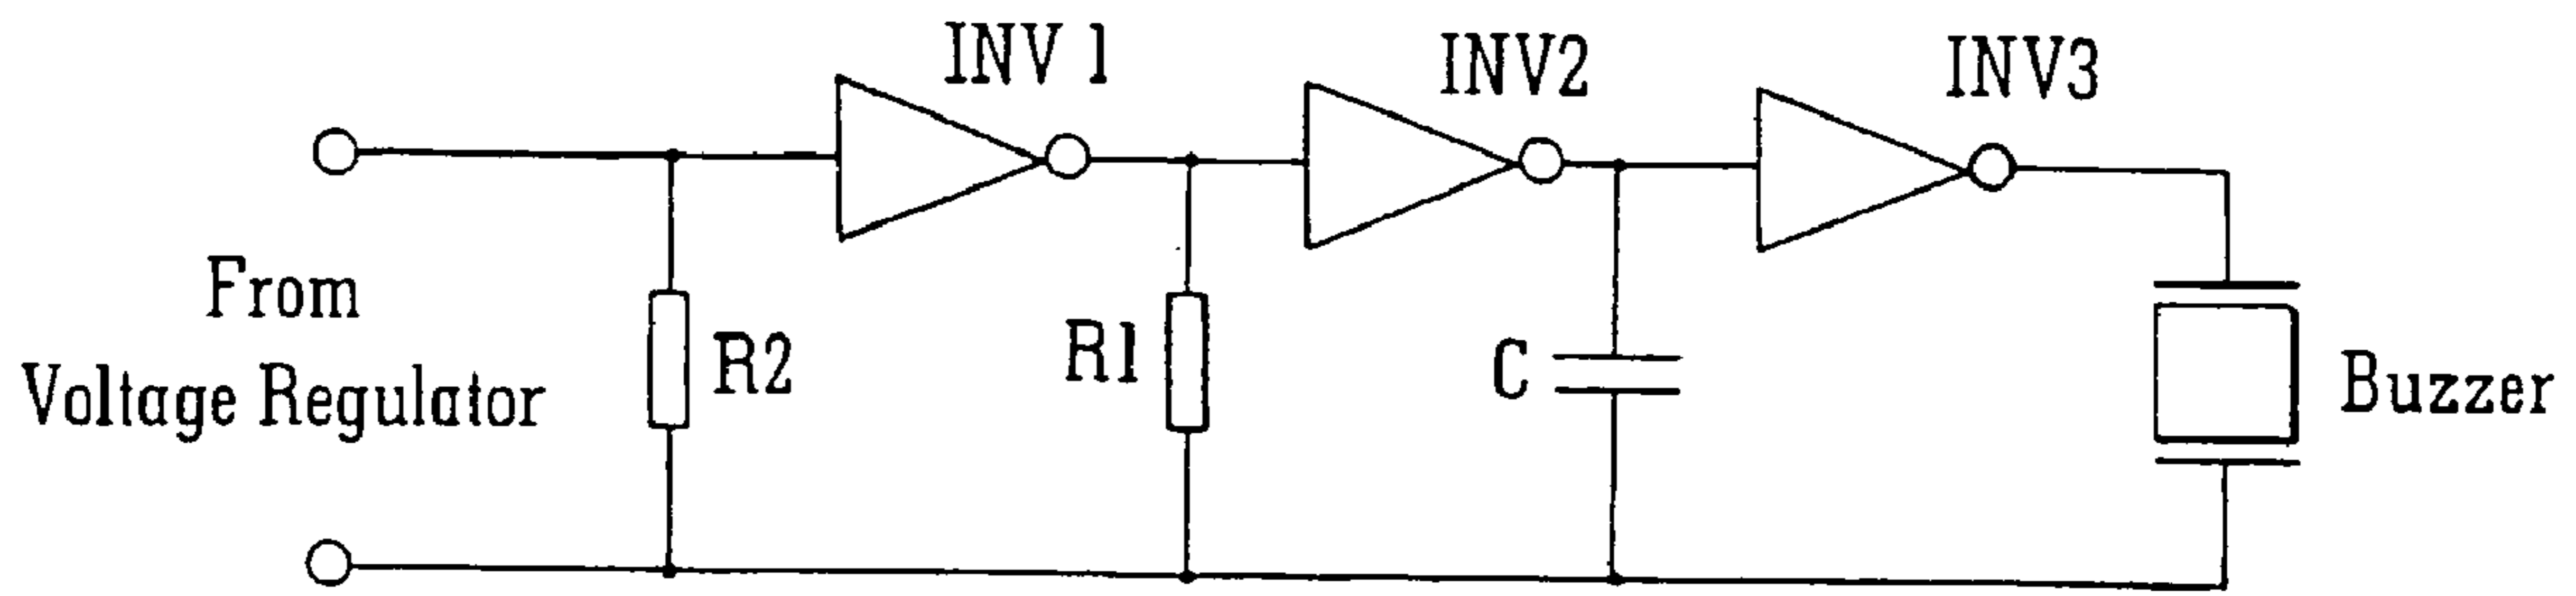 INV 1
INV2
INV3
From
Voltage Regulator
R2
R1
C
Buzzer